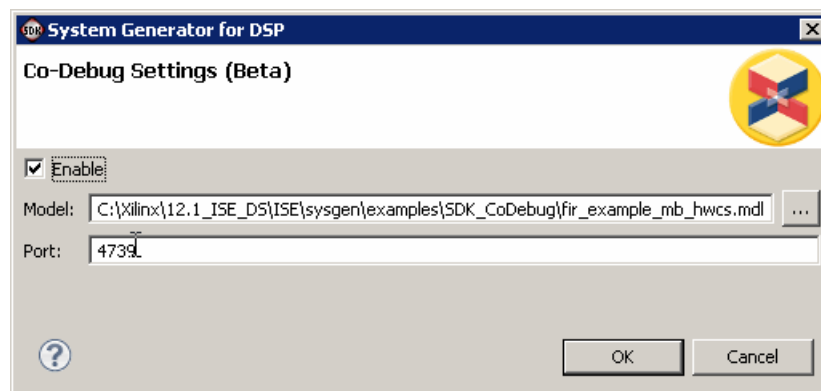 SDK System Generator for DSP
Co-Debug Settings (Beta)
Enable
Model: C:\Xilinx\12.1_ISE_DS\ISE\sysgen\examples\SDK_CoDebug\fir_example_mb_hwcs.mdl ...
Port: 4739
? OK Cancel